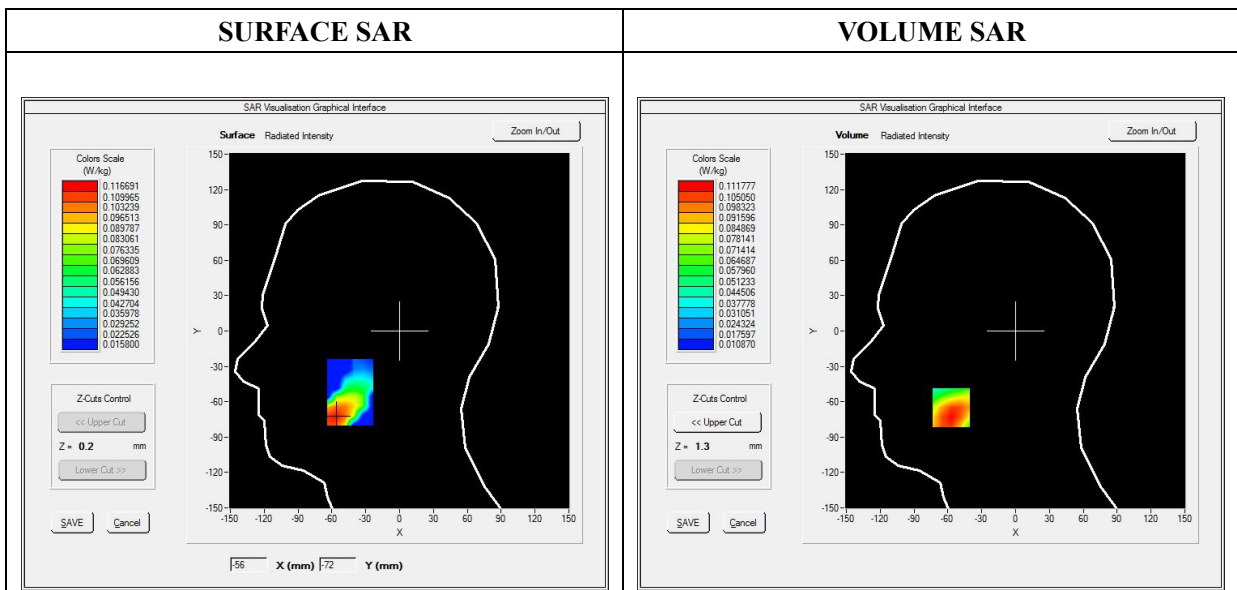 SURFACE SAR
SAR Visualisation Graphical Interface
Surface Radiated Intensity
Zoom In/Out
Colors Scale
(W/kg)
0.116691
0.109965
0.103239
0.096513
0.089787
0.083061
0.076335
0.069609
0.062883
0.056156
0.049430
0.042704
0.035978
0.029252
0.022526
0.015800
Z-Cuts Control
<< Upper Cut
Z = 0.2 mm
Lower Cut >>
SAVE Cancel
150
120
90
60
30
0
-30
-60
-90
-120
-150
Y
-150 -120 -90 -60 -30 0 30 60 90 120 150
X
-56 X (mm) -72 Y (mm)
VOLUME SAR
SAR Visualisation Graphical Interface
Volume Radiated Intensity
Zoom In/Out
Colors Scale
(W/kg)
0.111777
0.105050
0.098323
0.091596
0.084869
0.078141
0.071414
0.064687
0.057960
0.051233
0.044506
0.037778
0.031051
0.024324
0.017597
0.010870
Z-Cuts Control
<< Upper Cut
Z = 1.3 mm
Lower Cut >>
SAVE Cancel
150
120
90
60
30
0
-30
-60
-90
-120
-150
Y
-150 -120 -90 -60 -30 0 30 60 90 120 150
X